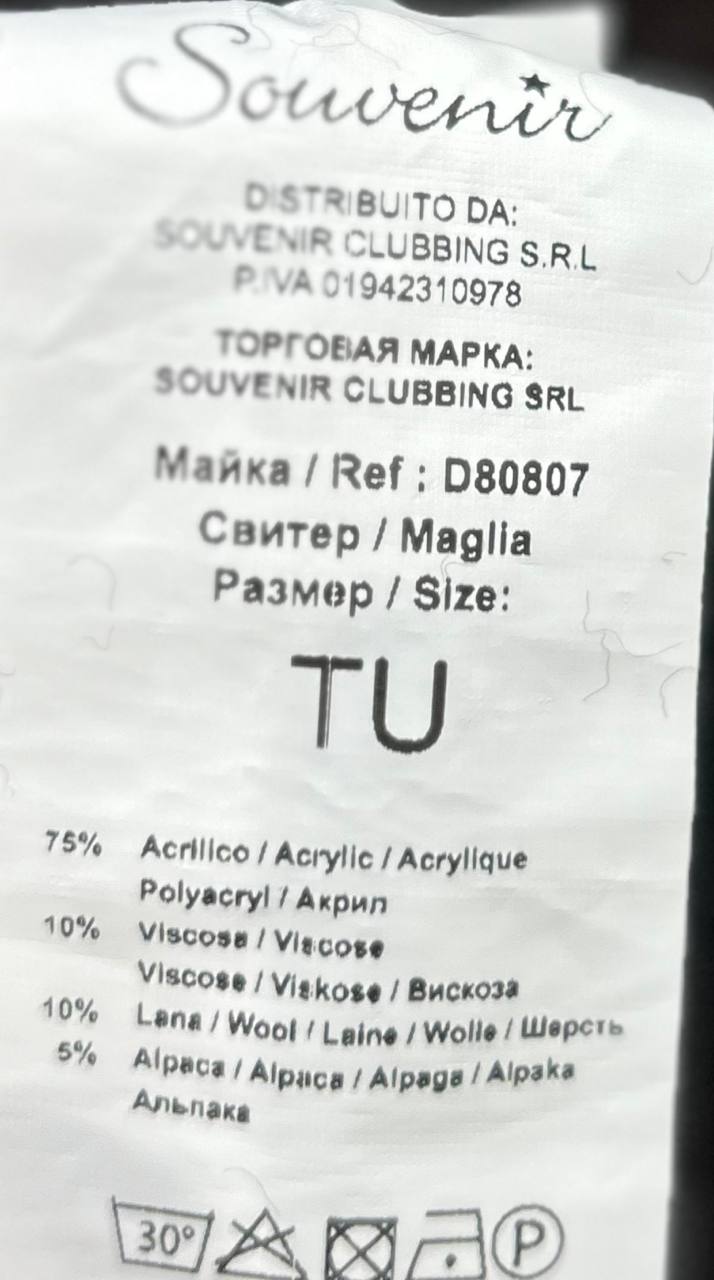 Souvenir
DISTRIBUITO DA:
SOUVENIR CLUBBING S.R.L
P.IVA 01942310978
ТОРГОВАЯ МАРКА:
SOUVENIR CLUBBING SRL
Майка / Ref : D80807
Свитер / Maglia
Размер / Size:
TU
75% Acrilico / Acrylic / Acrylique
Polyacryl / Акрил
10% Viscosa / Viscose
Viscose / Viskose / Вискоза
10% Lana / Wool / Laine / Wolle / Шерсть
5% Alpaca / Alpaca / Alpaga / Alpaka
Альпака
30° P